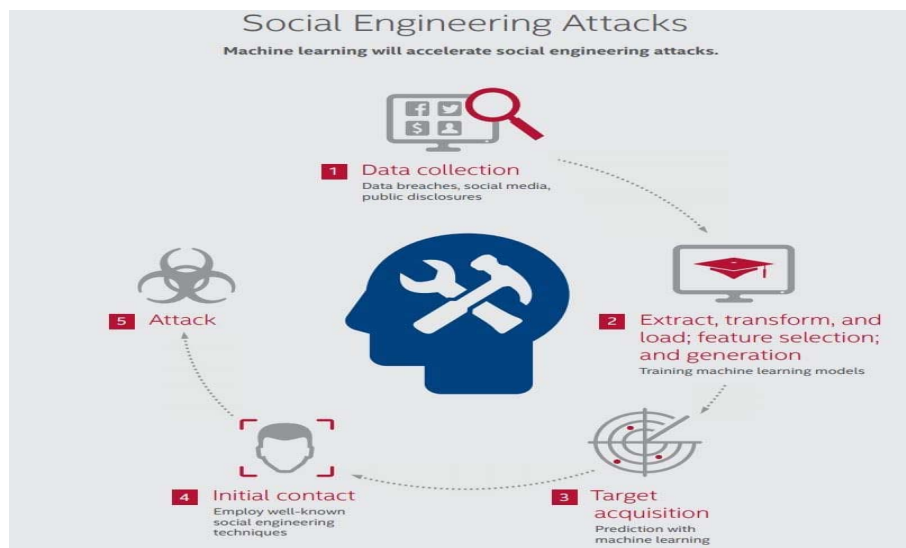 Social Engineering Attacks
Machine learning will accelerate social engineering attacks.
f
$
1 Data collection
Data breaches, social media,
public disclosures
5 Attack
2 Extract, transform, and
load; feature selection;
and generation
Training machine learning models
4 Initial contact
Employ well-known
social engineering
techniques
3 Target
acquisition
Prediction with
machine learning